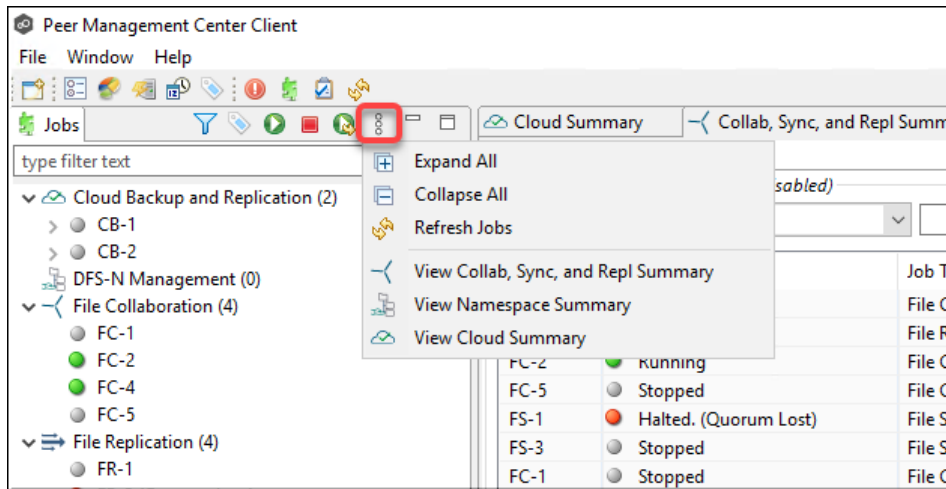 Peer Management Center Client
File Window Help
Jobs
Cloud Summary
Collab, Sync, and Repl Summ
type filter text
Expand All
Collapse All
Refresh Jobs
View Collab, Sync, and Repl Summary
View Namespace Summary
View Cloud Summary
sabled)
Cloud Backup and Replication (2)
CB-1
CB-2
DFS-N Management (0)
File Collaboration (4)
FC-1
FC-2
FC-4
FC-5
File Replication (4)
FR-1
Job T
File C
File R
FC-2 Running File C
FC-5 Stopped File C
FS-1 Halted. (Quorum Lost) File S
FS-3 Stopped File S
FC-1 Stopped File C